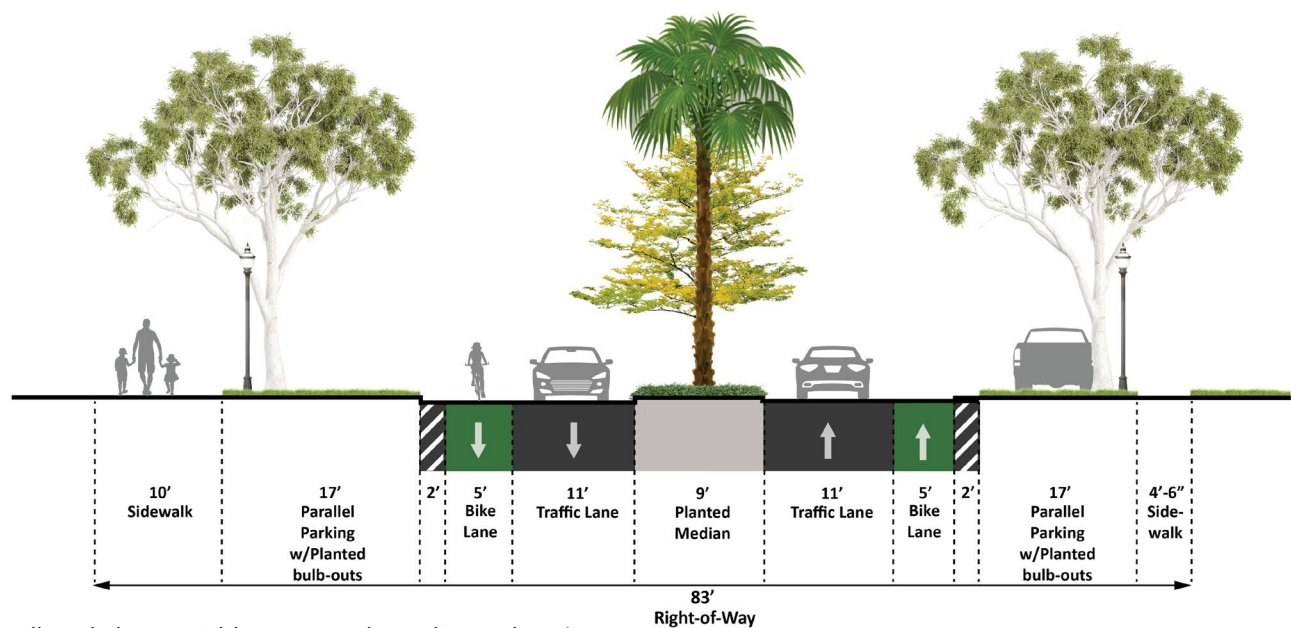 10’
Sidewalk
17’
Parallel
Parking
w/Planted
bulb-outs
2’
5’
Bike
Lane
11’
Traffic Lane
9’
Planted
Median
11’
Traffic Lane
5’
Bike
Lane
2’
17’
Parallel
Parking
w/Planted
bulb-outs
4’-6”
Side-
walk
83’
Right-of-Way